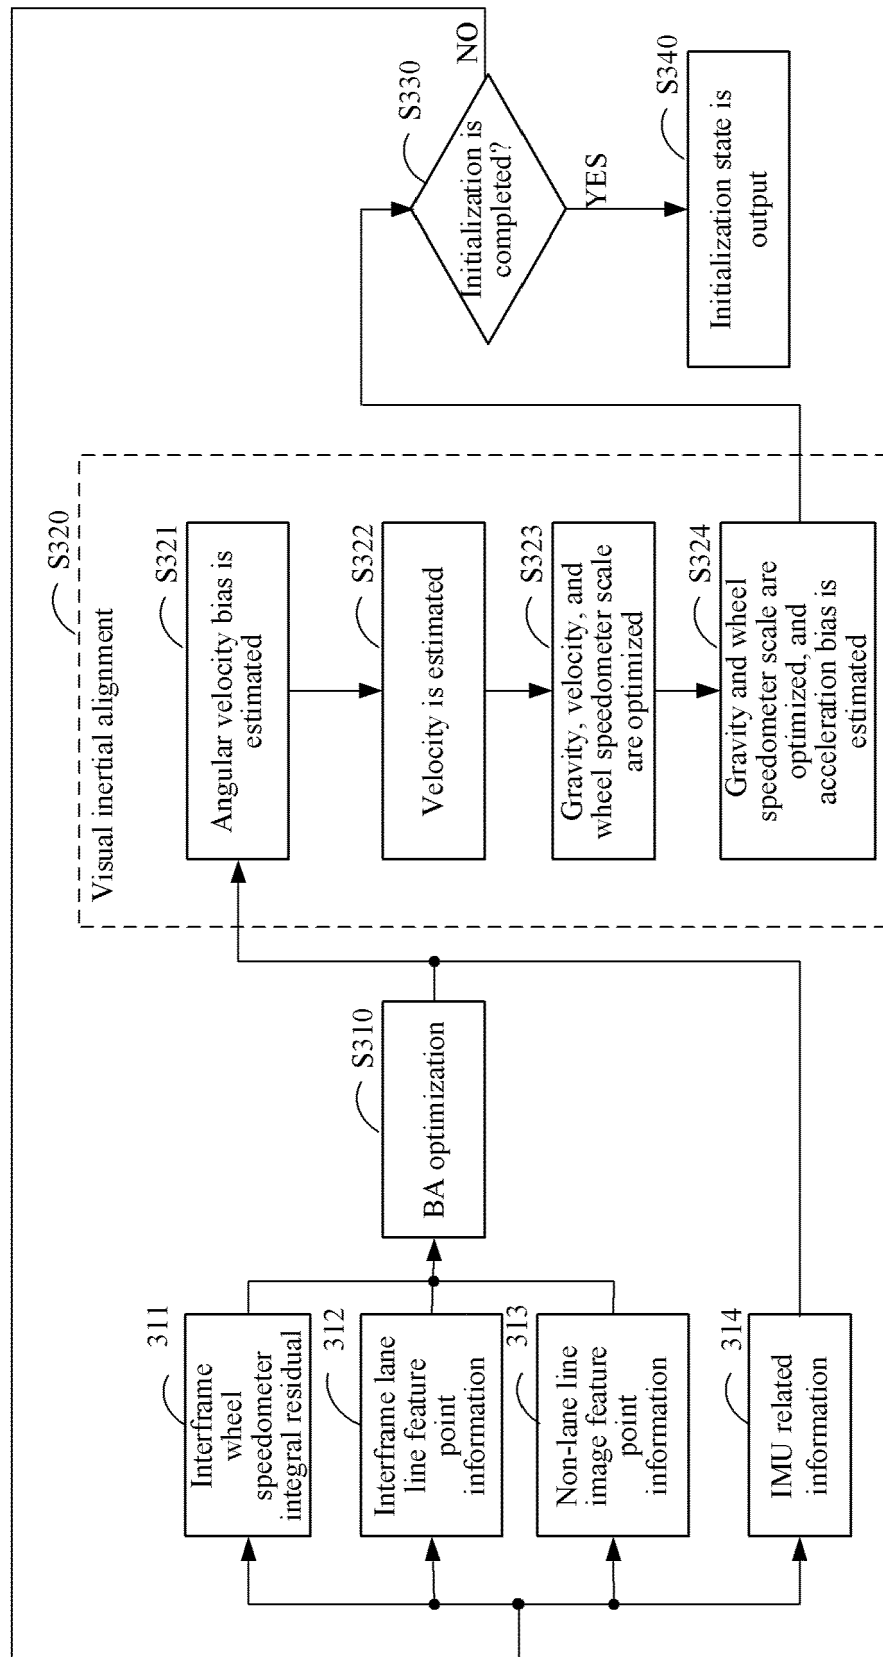 311
Interframe
wheel
speedometer
integral residual
312
Interframe lane
line feature
point
information
313
Non-lane line
image feature
point
information
314
IMU related
information
S310
BA optimization
S320
Visual inertial alignment
S321
Angular velocity bias is
estimated
S322
Velocity is estimated
S323
Gravity, velocity, and
wheel speedometer scale
are optimized
S324
Gravity and wheel
speedometer scale are
optimized, and
acceleration bias is
estimated
S330
Initialization is
completed?
NO
YES
S340
Initialization state is
output